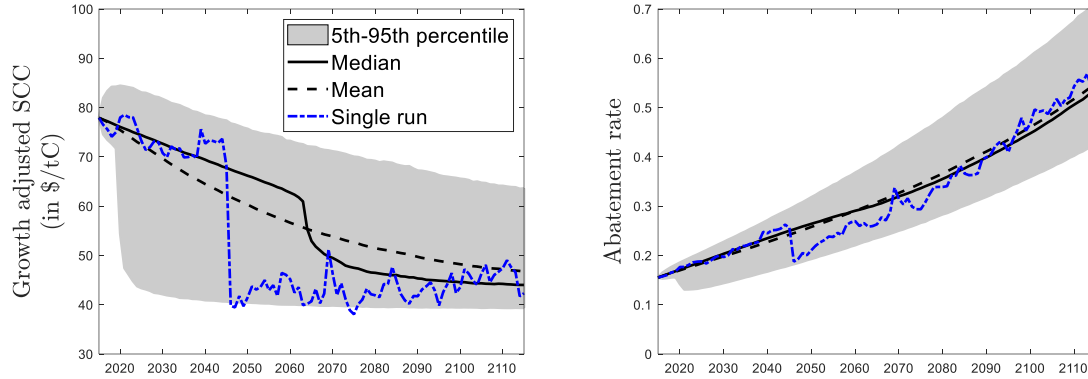 Growth adjusted SCC
(in $/tC)
100
90
80
70
60
50
40
30
2020 2030 2040 2050 2060 2070 2080 2090 2100 2110
5th-95th percentile
Median
Mean
Single run
Abatement rate
0.7
0.6
0.5
0.4
0.3
0.2
0.1
0
2020 2030 2040 2050 2060 2070 2080 2090 2100 2110